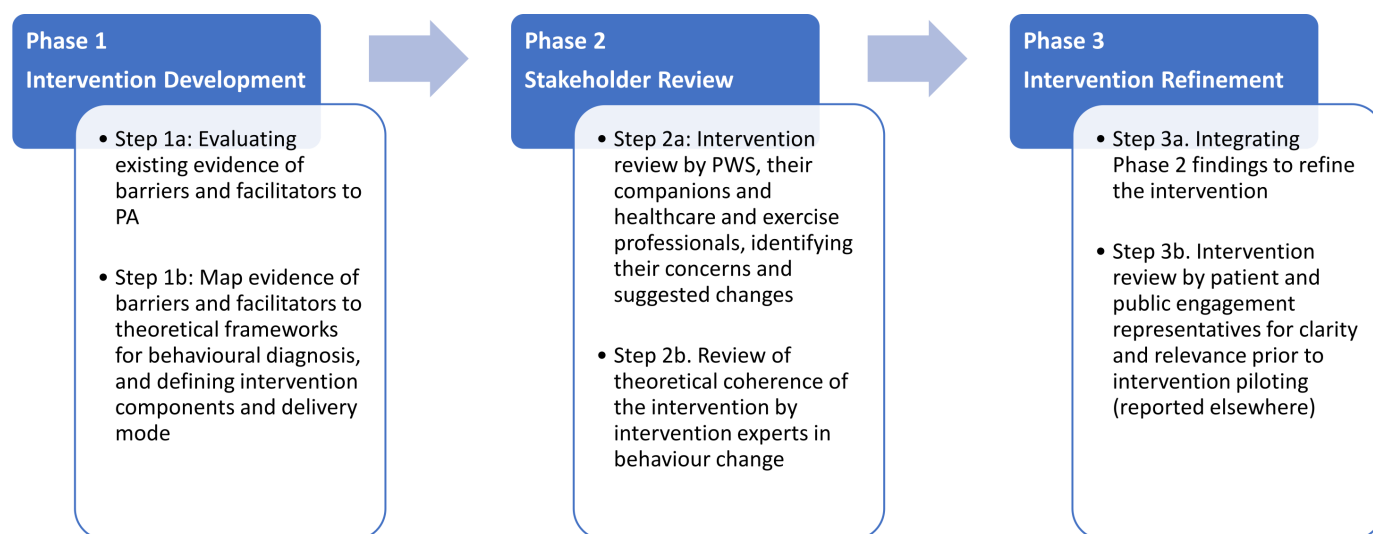 Phase 1
Intervention Development
• Step 1a: Evaluating
existing evidence of
barriers and facilitators to
PA
• Step 1b: Map evidence of
barriers and facilitators to
theoretical frameworks
for behavioural diagnosis,
and defining intervention
components and delivery
mode
Phase 2
Stakeholder Review
• Step 2a: Intervention
review by PWS, their
companions and
healthcare and exercise
professionals, identifying
their concerns and
suggested changes
• Step 2b. Review of
theoretical coherence of
the intervention by
intervention experts in
behaviour change
Phase 3
Intervention Refinement
• Step 3a. Integrating
Phase 2 findings to refine
the intervention
• Step 3b. Intervention
review by patient and
public engagement
representatives for clarity
and relevance prior to
intervention piloting
(reported elsewhere)